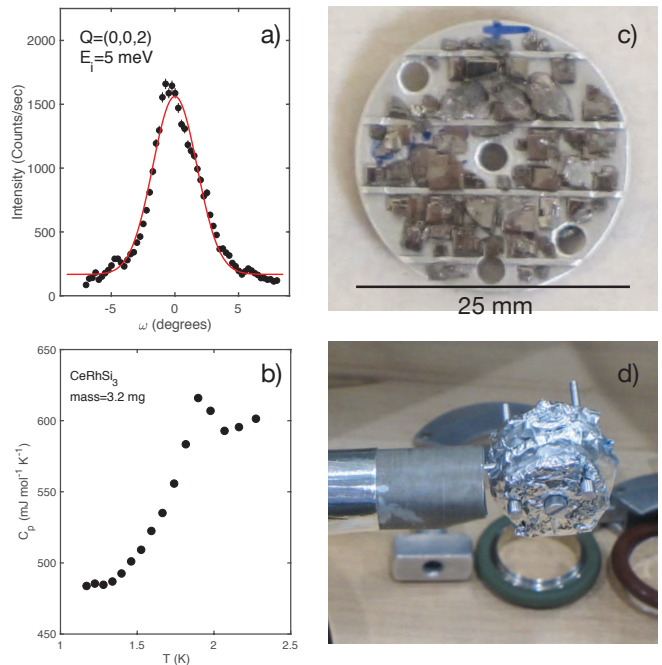 a)
Q=(0,0,2)
E_i=5 meV
2000
1500
1000
500
0
Intensity (Counts/sec)
-5
0
5
ω (degrees)
b)
CeRhSi_3
mass=3.2 mg
650
600
550
500
450
C_p (mJ mol^-1 K^-1)
1
1.5
2
2.5
T (K)
c)
25 mm
d)